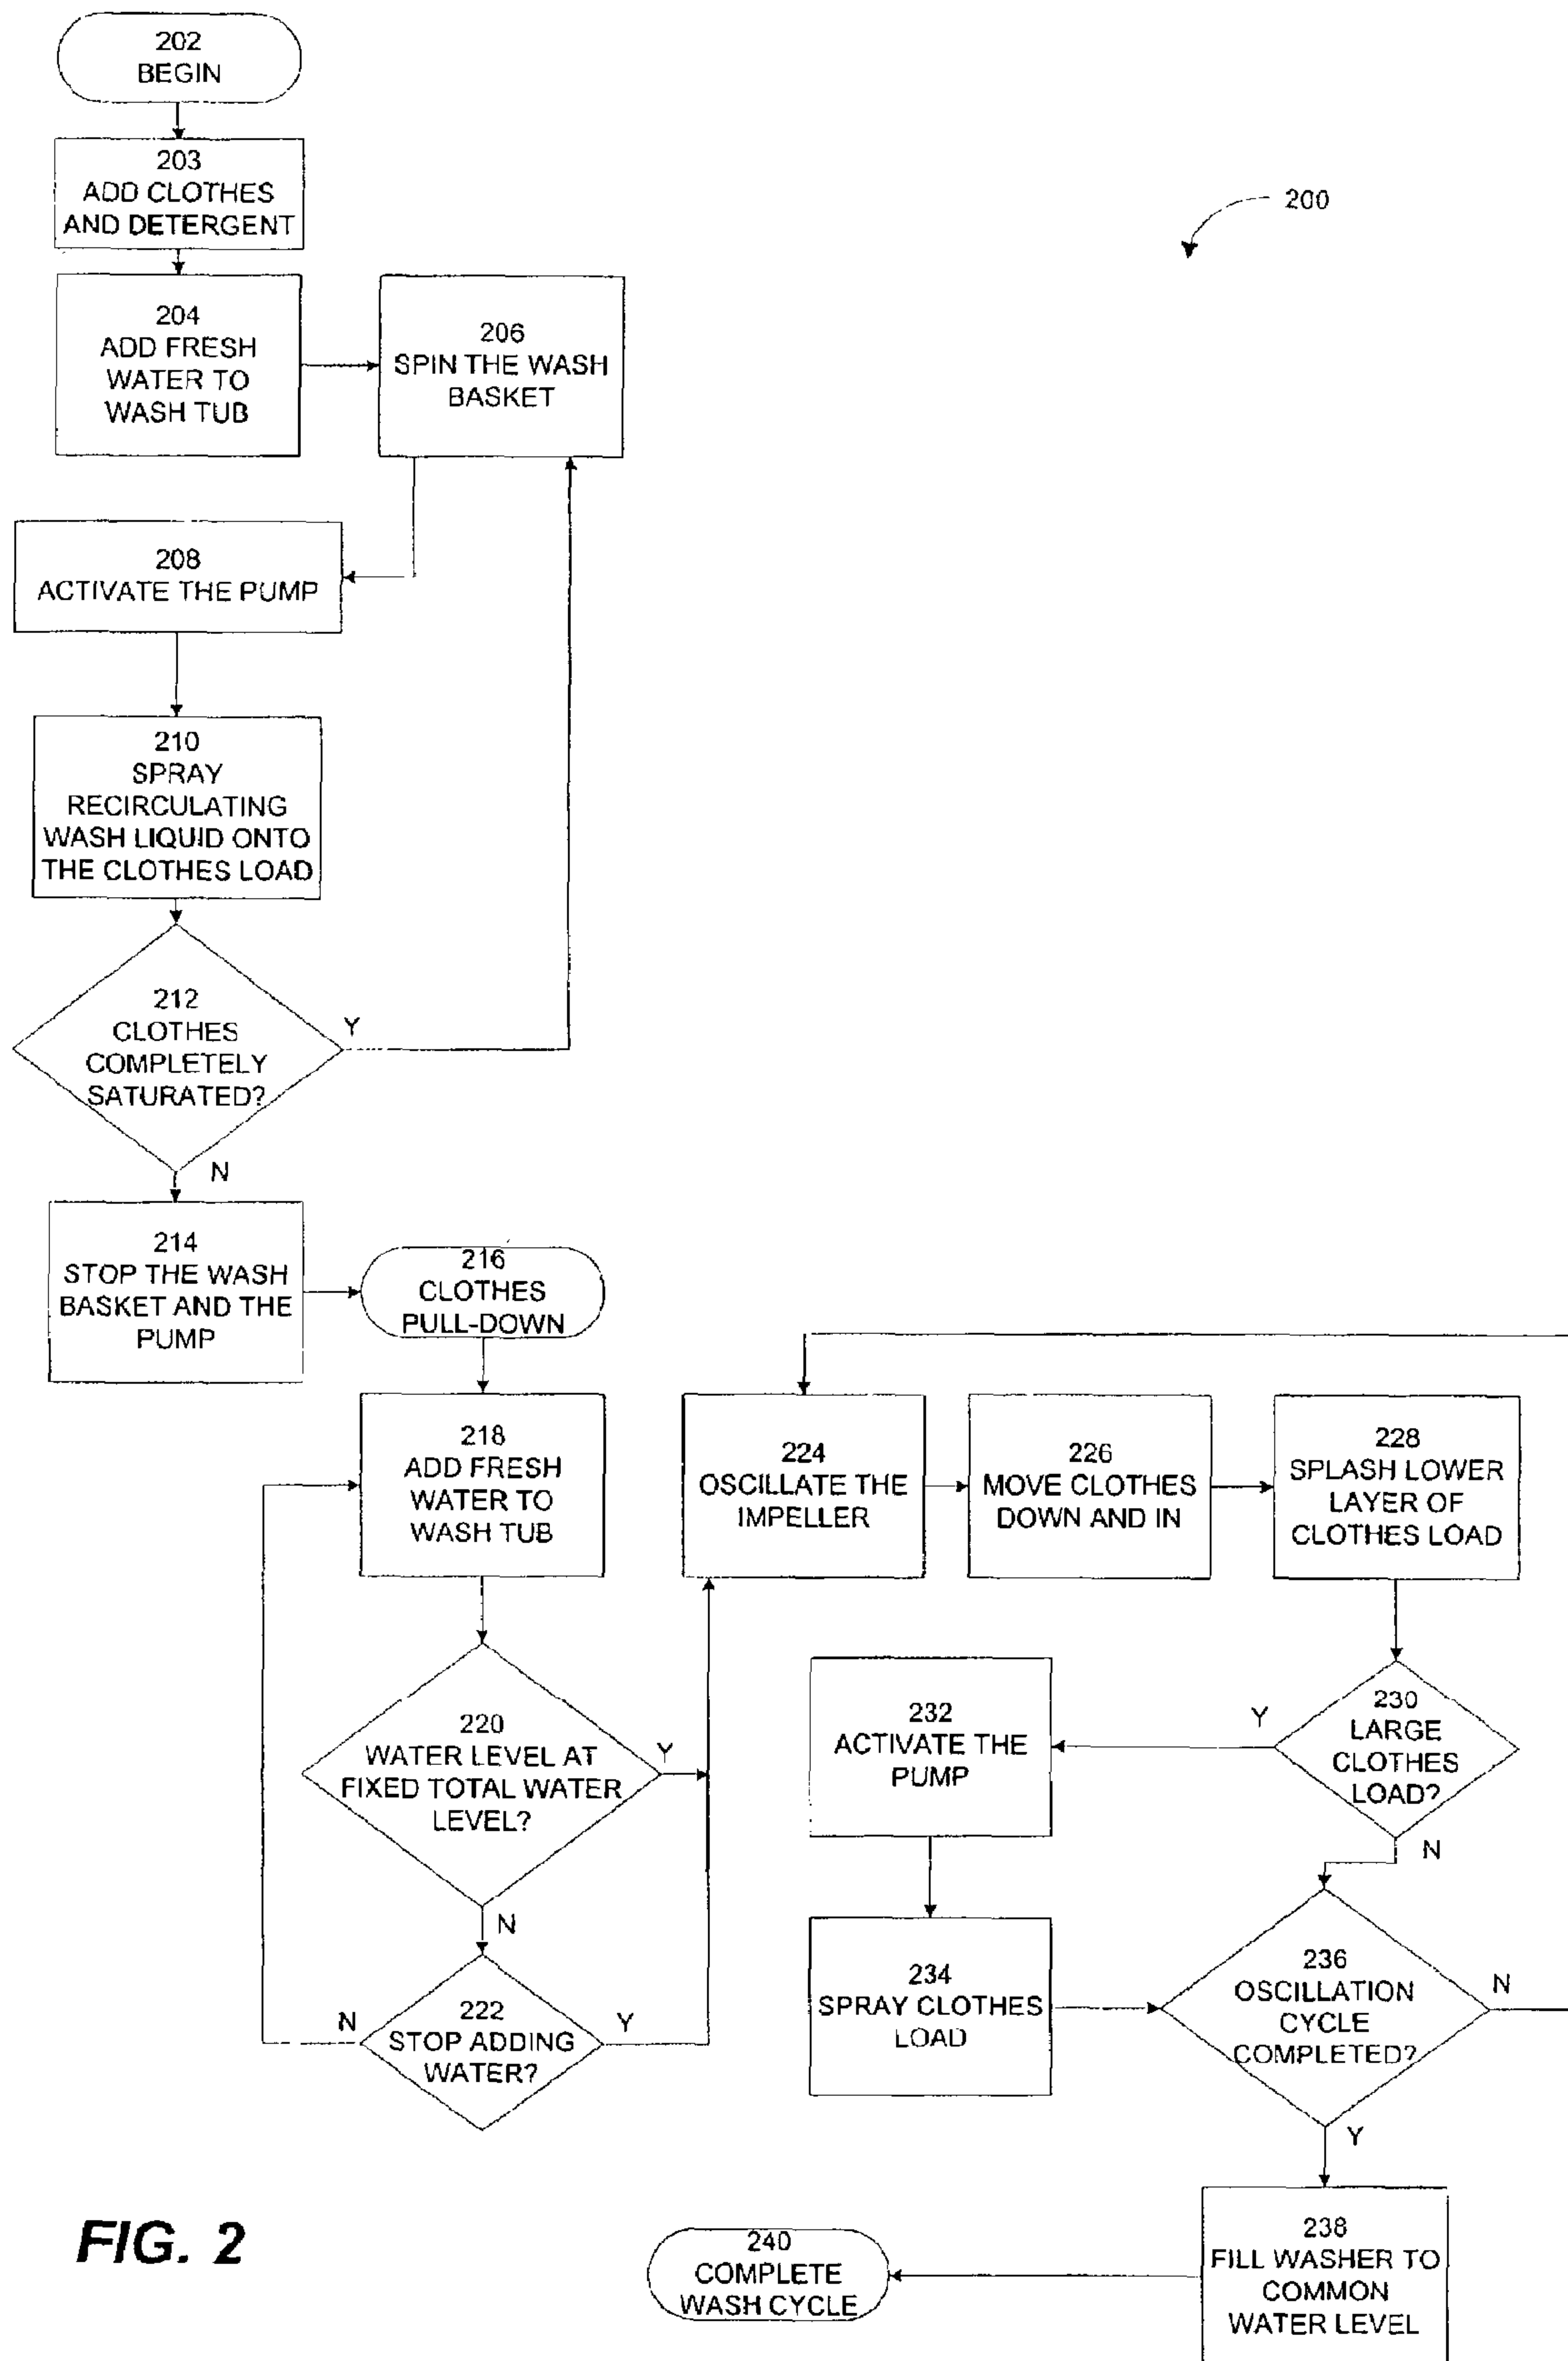 202
BEGIN
203
ADD CLOTHES
AND DETERGENT
200
204
ADD FRESH
WATER TO
WASH TUB
206
SPIN THE WASH
BASKET
208
ACTIVATE THE PUMP
210
SPRAY
RECIRCULATING
WASH LIQUID ONTO
THE CLOTHES LOAD
212
CLOTHES
COMPLETELY
SATURATED?
Y
N
214
STOP THE WASH
BASKET AND THE
PUMP
216
CLOTHES
PULL-DOWN
218
ADD FRESH
WATER TO
WASH TUB
220
WATER LEVEL AT
FIXED TOTAL WATER
LEVEL?
Y
N
222
STOP ADDING
WATER?
N
Y
224
OSCILLATE THE
IMPELLER
226
MOVE CLOTHES
DOWN AND IN
228
SPLASH LOWER
LAYER OF
CLOTHES LOAD
230
LARGE
CLOTHES
LOAD?
Y
N
232
ACTIVATE THE
PUMP
234
SPRAY CLOTHES
LOAD
236
OSCILLATION
CYCLE
COMPLETED?
N
Y
238
FILL WASHER TO
COMMON
WATER LEVEL
240
COMPLETE
WASH CYCLE
FIG. 2